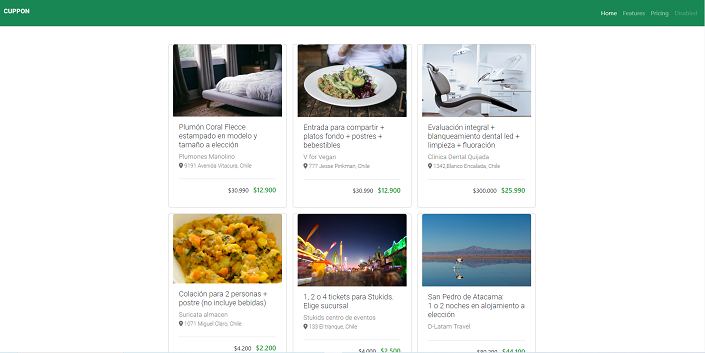 CUPPON
Home Features Pricing Disabled
Plumón Coral Flecce
estampado en modelo y
tamaño a elección
Plumones Manolino
9191 Avenida Vitacura, Chile
$30.990 $12.900
Entrada para compartir +
platos fondo + postres +
bebestibles
V for Vegan
777 Jesse Pinkman, Chile
$30.990 $12.900
Evaluación integral +
blanqueamiento dental led +
limpieza + fluoración
Clínica Dental Quijada
1342,Blanco Encalada, Chile
$300.000 $25.990
Colación para 2 personas +
postre (no incluye bebidas)
Suricata almacen
1071 Miguel Claro, Chile
$4.200 $2.200
1, 2 o 4 tickets para Stukids.
Elige sucursal
Stukids centro de eventos
133 El tranque, Chile
$4.000 $2.500
San Pedro de Atacama:
1 o 2 noches en alojamiento a
elección
D-Latam Travel
$44.100